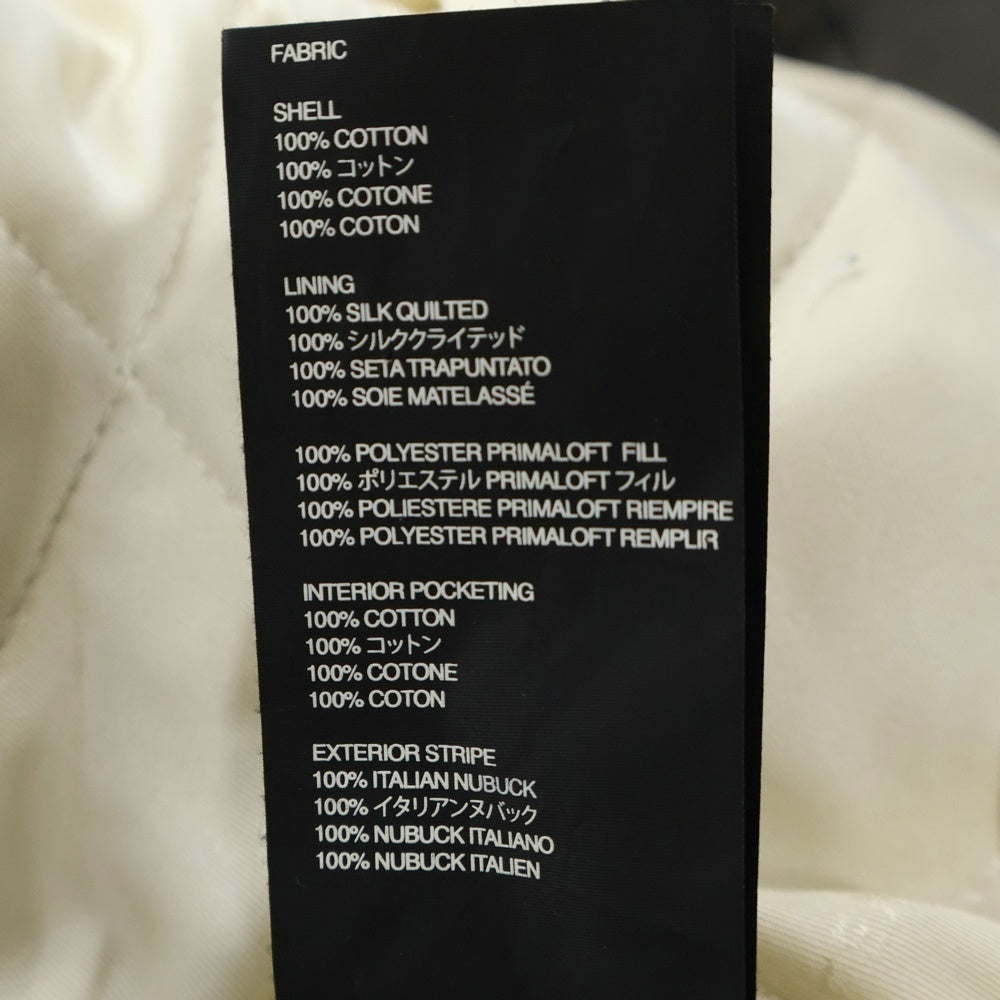 FABRIC
SHELL
100% COTTON
100% コットン
100% COTONE
100% COTON
LINING
100% SILK QUILTED
100% シルククライテッド
100% SETA TRAPUNTATO
100% SOIE MATELASSÉ
100% POLYESTER PRIMALOFT FILL
100% ポリエステル PRIMALOFT フィル
100% POLIESTERE PRIMALOFT RIEMPIRE
100% POLYESTER PRIMALOFT REMPLIR
INTERIOR POCKETING
100% COTTON
100% コットン
100% COTONE
100% COTON
EXTERIOR STRIPE
100% ITALIAN NUBUCK
100% イタリアンヌバック
100% NUBUCK ITALIANO
100% NUBUCK ITALIEN